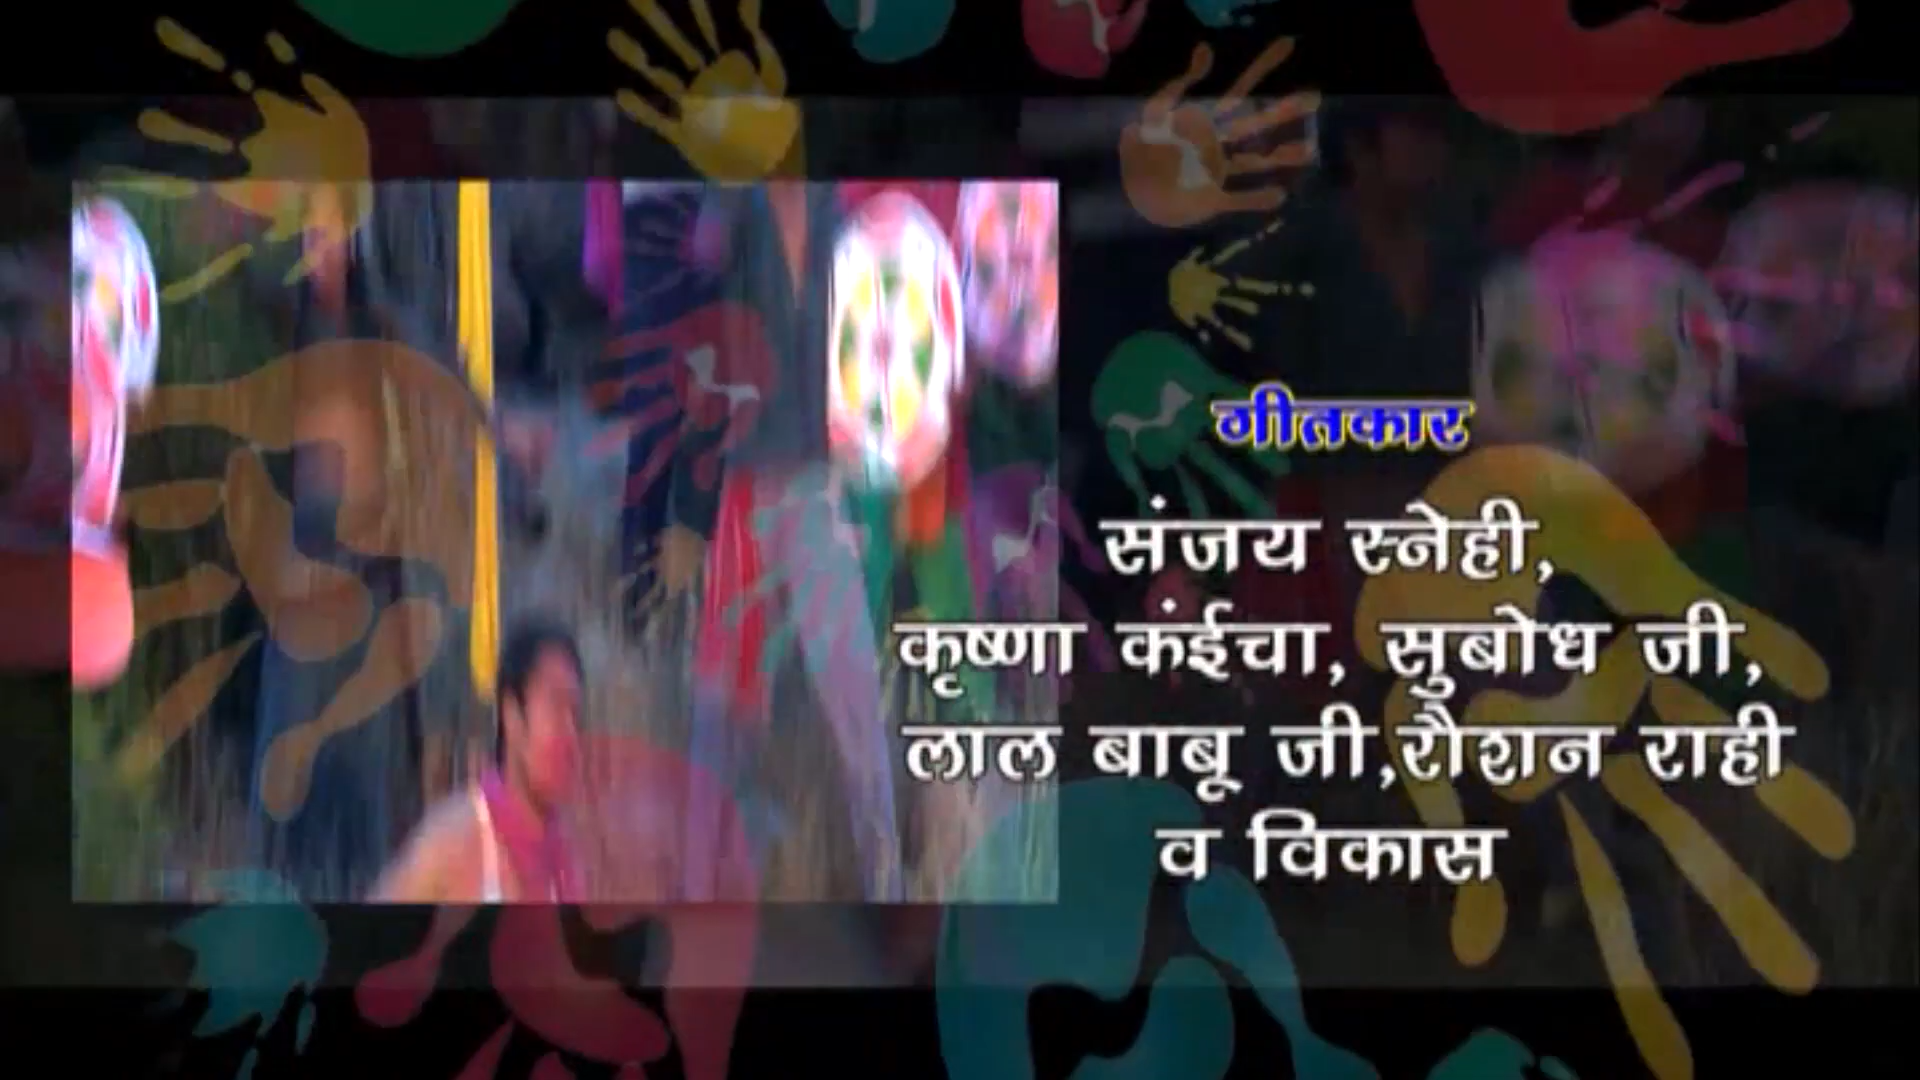 गीतकार
संजय स्नेही,
कृष्णा कंईचा, सुबोध जी,
लाल बाबू जी,रौशन राही
व विकास